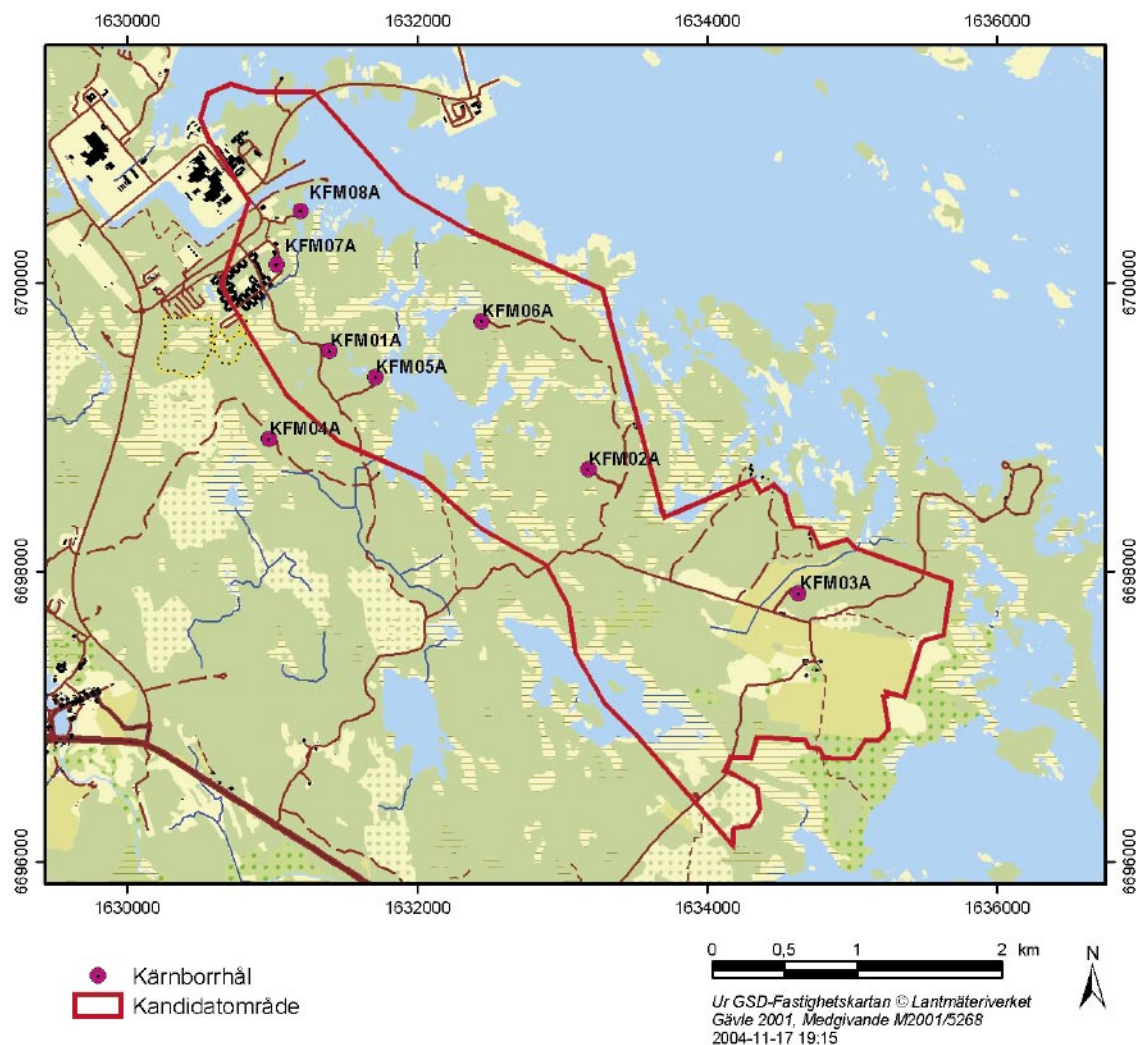 1630000 1632000 1634000 1636000
KFM08A
KFM07A
6700000 6700000
KFM06A
KFM01A
KFM05A
KFM04A
KFM02A
6698000 6698000
KFM03A
6696000 6696000
1630000 1632000 1634000 1636000
0 0,5 1 2 km
N
Kärnborrhål
Kandidatområde
Ur GSD-Fastighetskartan © Lantmäteriverket
Gävle 2001, Medgivande M2001/5268
2004-11-17 19:15